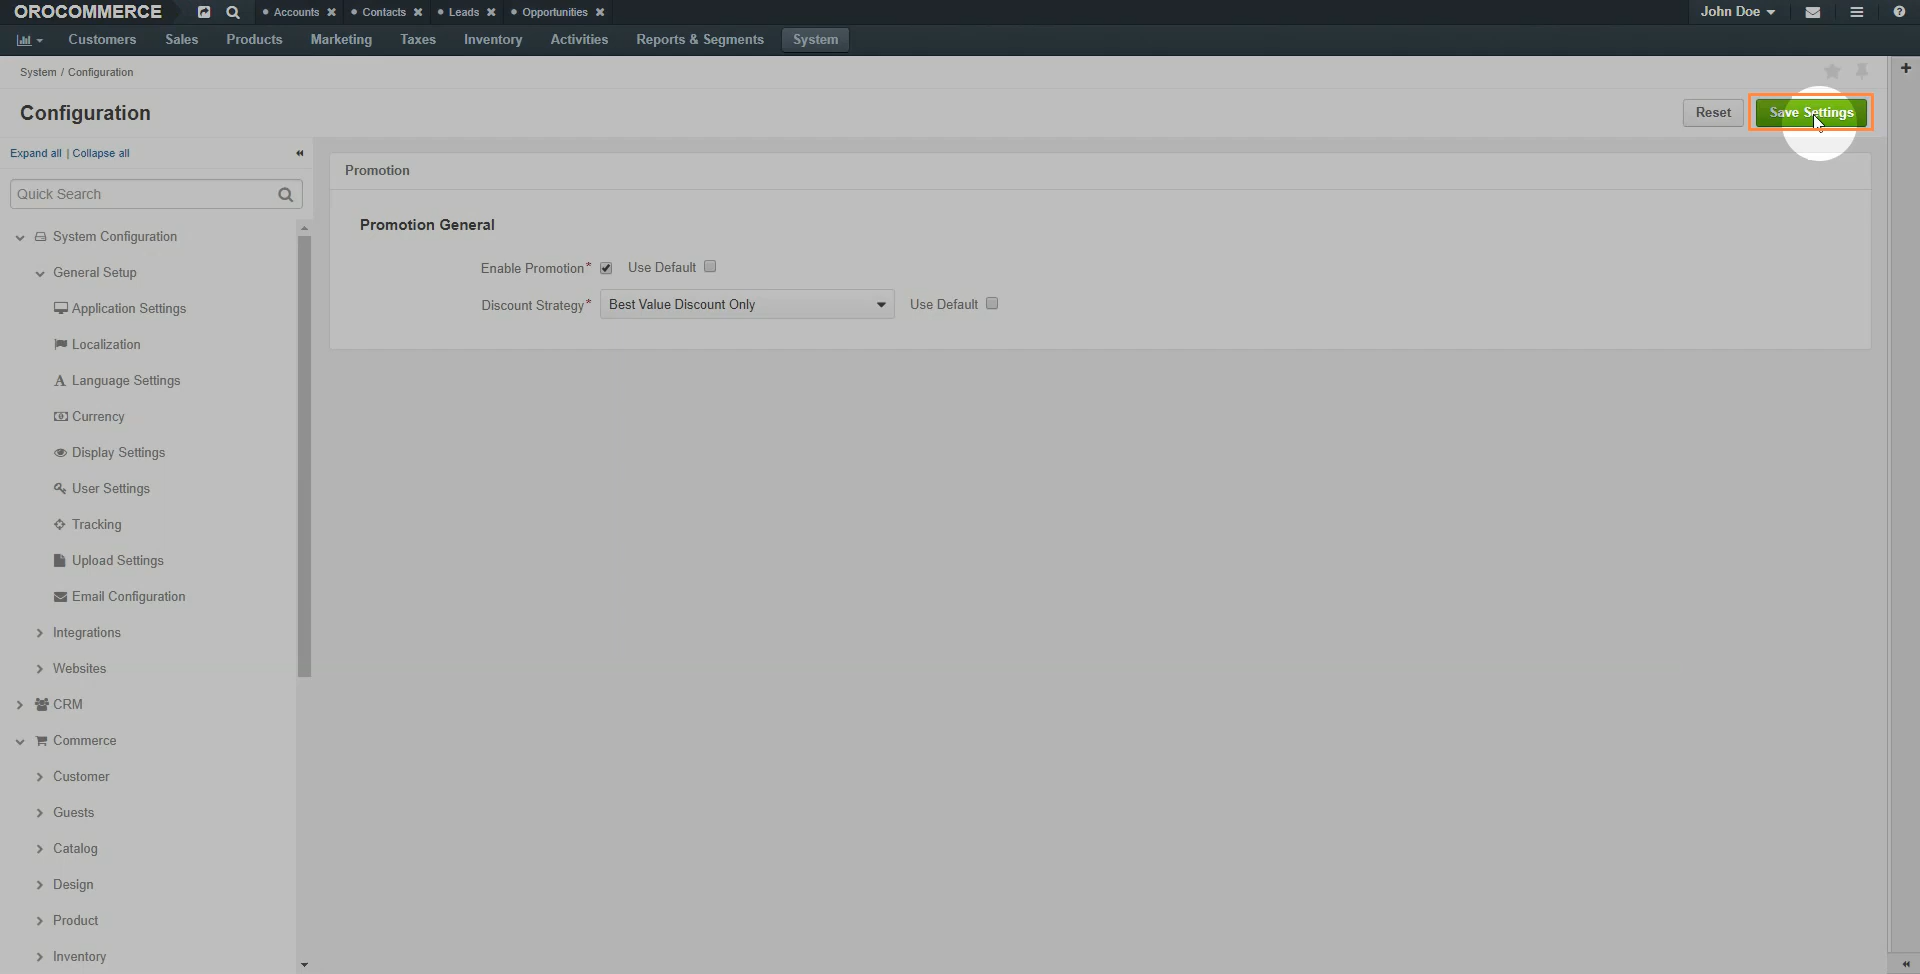 OROCOMMERCE
Accounts
Contacts
Leads
Opportunities
John Doe
Customers
Sales
Products
Marketing
Taxes
Inventory
Activities
Reports & Segments
System
System / Configuration
Configuration
Reset
Save Settings
Expand all | Collapse all
Quick Search
System Configuration
General Setup
Application Settings
Localization
Language Settings
Currency
Display Settings
User Settings
Tracking
Upload Settings
Email Configuration
Integrations
Websites
CRM
Commerce
Customer
Guests
Catalog
Design
Product
Inventory
Promotion
Promotion General
Enable Promotion* Use Default
Discount Strategy* Best Value Discount Only Use Default